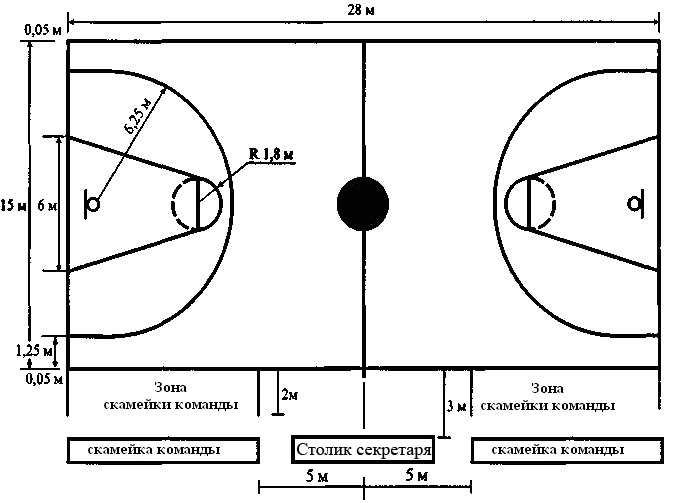 28 м
0,05 м
6,25 м
R 1,8 м
15 м
6 м
1,25 м
0,05 м
Зона
скамейки команды
2м
3 м
Зона
скамейки команды
скамейка команды
Столик секретаря
скамейка команды
5 м
5 м